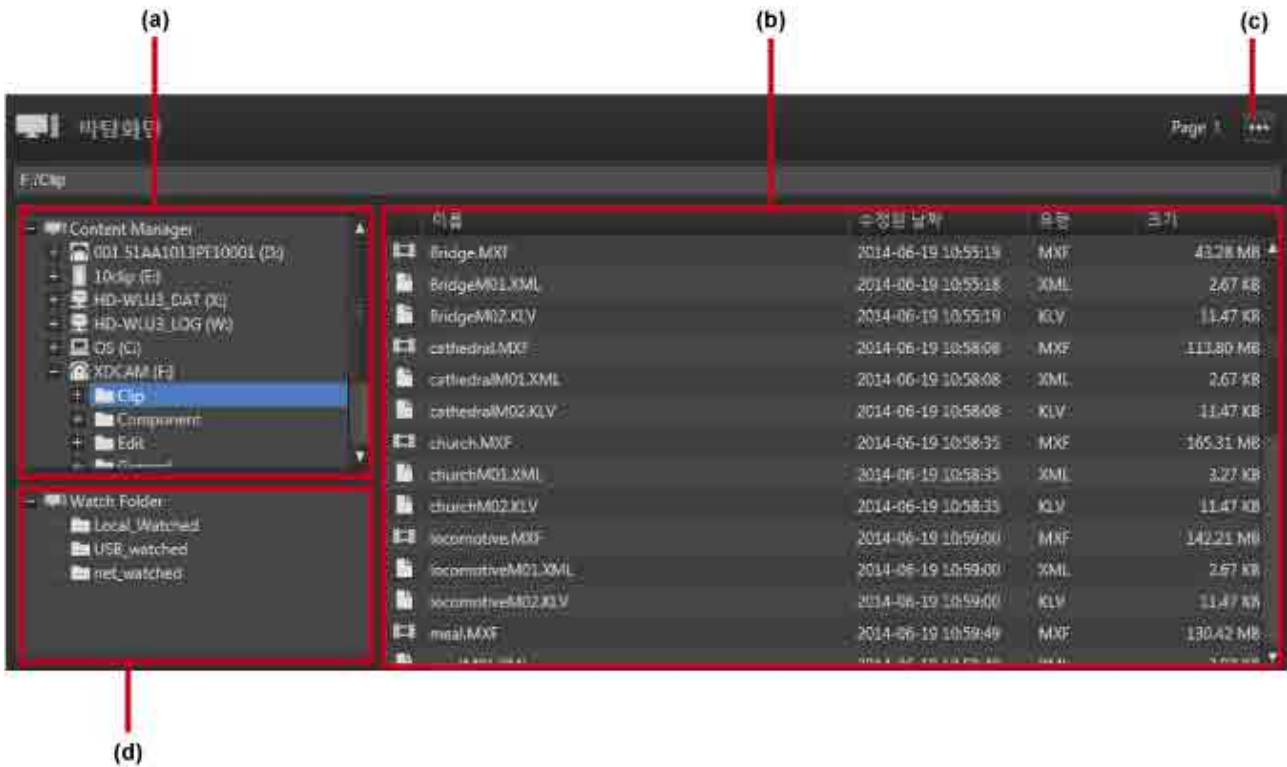 (a) (b) (c)
바탕화면 Page 1
F:/Clip
Content Manager
001 51AA1013PE10001 (D:)
10clip (E:)
HD-WLU3_DAT (X:)
HD-WLU3_LOG (W:)
OS (C:)
XDCAM (F:)
Clip
Component
Edit
Watch Folder
Local_Watched
USB_watched
net_watched
이름 수정된 날짜 유형 크기
Bridge.MXF 2014-06-19 10:55:19 MXF 43.28 MB
BridgeM01.XML 2014-06-19 10:55:18 XML 2.67 KB
BridgeM02.KLV 2014-06-19 10:55:19 KLV 11.47 KB
cathedral.MXF 2014-06-19 10:58:08 MXF 113.80 MB
cathedralM01.XML 2014-06-19 10:58:08 XML 2.67 KB
cathedralM02.KLV 2014-06-19 10:58:08 KLV 11.47 KB
church.MXF 2014-06-19 10:58:35 MXF 165.31 MB
churchM01.XML 2014-06-19 10:58:35 XML 3.27 KB
churchM02.KLV 2014-06-19 10:58:35 KLV 11.47 KB
locomotive.MXF 2014-06-19 10:59:00 MXF 142.21 MB
locomotiveM01.XML 2014-06-19 10:59:00 XML 2.67 KB
locomotiveM02.KLV 2014-06-19 10:59:00 KLV 11.47 KB
meal.MXF 2014-06-19 10:59:49 MXF 130.42 MB
(d)